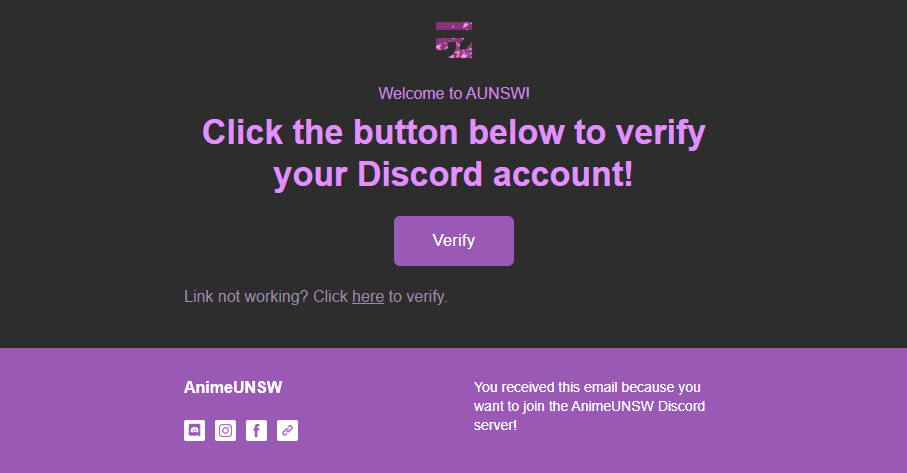 Welcome to AUNSW!
Click the button below to verify
your Discord account!
Verify
Link not working? Click here to verify.
AnimeUNSW
You received this email because you
want to join the AnimeUNSW Discord
server!